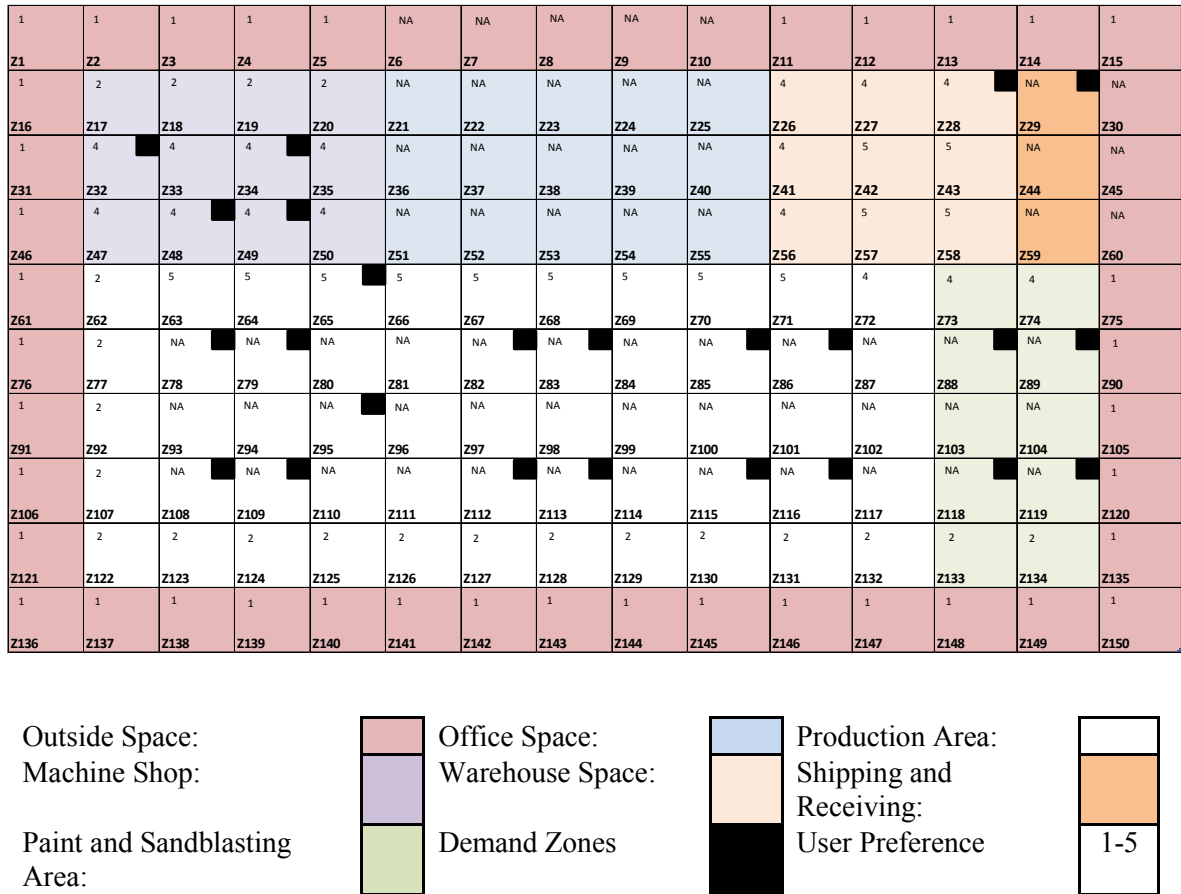 1 1 1 1 1 NA NA NA NA NA 1 1 1 1 1
Z1 Z2 Z3 Z4 Z5 Z6 Z7 Z8 Z9 Z10 Z11 Z12 Z13 Z14 Z15
1 2 2 2 2 NA NA NA NA NA 4 4 4 NA NA
Z16 Z17 Z18 Z19 Z20 Z21 Z22 Z23 Z24 Z25 Z26 Z27 Z28 Z29 Z30
1 4 4 4 4 NA NA NA NA NA 4 5 5 NA NA
Z31 Z32 Z33 Z34 Z35 Z36 Z37 Z38 Z39 Z40 Z41 Z42 Z43 Z44 Z45
1 4 4 4 4 NA NA NA NA NA 4 5 5 NA NA
Z46 Z47 Z48 Z49 Z50 Z51 Z52 Z53 Z54 Z55 Z56 Z57 Z58 Z59 Z60
1 2 5 5 5 5 5 5 5 5 5 4 4 4 1
Z61 Z62 Z63 Z64 Z65 Z66 Z67 Z68 Z69 Z70 Z71 Z72 Z73 Z74 Z75
1 2 NA NA NA NA NA NA NA NA NA NA NA NA 1
Z76 Z77 Z78 Z79 Z80 Z81 Z82 Z83 Z84 Z85 Z86 Z87 Z88 Z89 Z90
1 2 NA NA NA NA NA NA NA NA NA NA NA NA 1
Z91 Z92 Z93 Z94 Z95 Z96 Z97 Z98 Z99 Z100 Z101 Z102 Z103 Z104 Z105
1 2 NA NA NA NA NA NA NA NA NA NA NA NA 1
Z106 Z107 Z108 Z109 Z110 Z111 Z112 Z113 Z114 Z115 Z116 Z117 Z118 Z119 Z120
1 2 2 2 2 2 2 2 2 2 2 2 2 2 1
Z121 Z122 Z123 Z124 Z125 Z126 Z127 Z128 Z129 Z130 Z131 Z132 Z133 Z134 Z135
1 1 1 1 1 1 1 1 1 1 1 1 1 1 1
Z136 Z137 Z138 Z139 Z140 Z141 Z142 Z143 Z144 Z145 Z146 Z147 Z148 Z149 Z150
Outside Space: Office Space: Production Area:
Machine Shop: Warehouse Space: Shipping and
Receiving:
Paint and Sandblasting Demand Zones User Preference 1-5
Area: